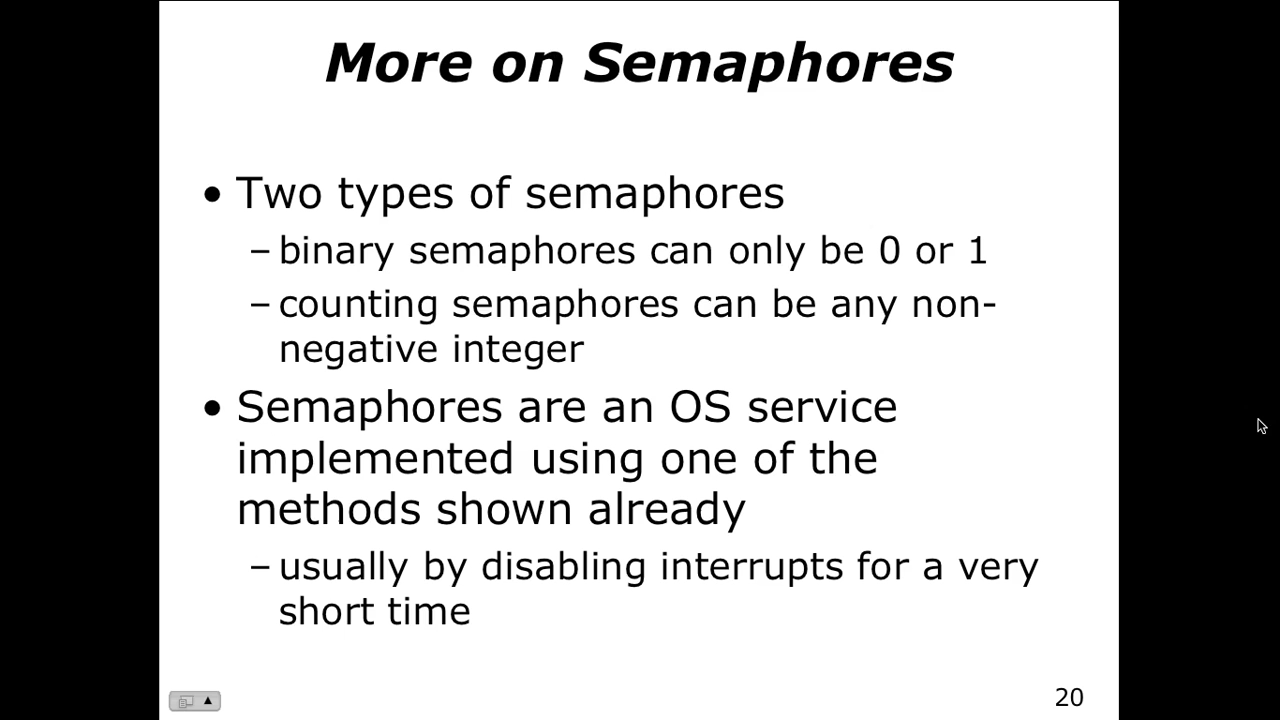 More on Semaphores
• Two types of semaphores
– binary semaphores can only be 0 or 1
– counting semaphores can be any non-
negative integer
• Semaphores are an OS service
implemented using one of the
methods shown already
– usually by disabling interrupts for a very
short time
20